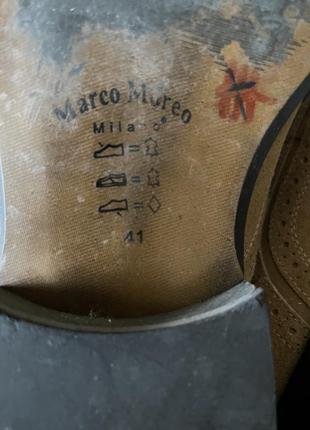 Marco Moreo
Milano®
=
=
=
41